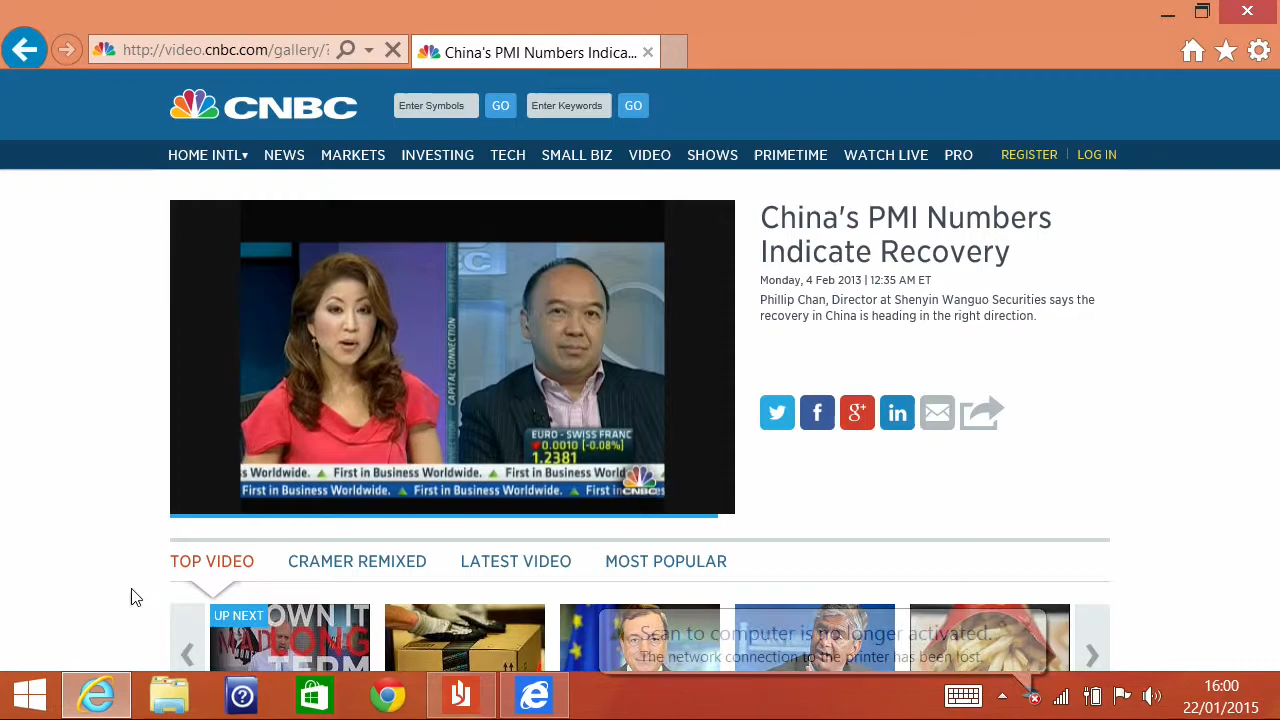 http://video.cnbc.com/gallery/?
China's PMI Numbers Indica...
CNBC
Enter Symbols
GO
Enter Keywords
GO
HOME INTL▾ NEWS MARKETS INVESTING TECH SMALL BIZ VIDEO SHOWS PRIMETIME WATCH LIVE PRO REGISTER LOG IN
China's PMI Numbers
Indicate Recovery
Monday, 4 Feb 2013 | 12:35 AM ET
Phillip Chan, Director at Shenyin Wanguo Securities says the
recovery in China is heading in the right direction.
CAPITAL CONNECTION
EURO - SWISS FRANC
0.0010 [-0.08%]
1.2381
s Worldwide. First in Business Worldwide. First in Business World
First in Business Worldwide. First in Business Worldwide. First in
TOP VIDEO CRAMER REMIXED LATEST VIDEO MOST POPULAR
UP NEXT
OWN IT
LONG
TERM
MAD
Scan to computer is no longer activated.
The network connection to the printer has been lost.
16:00
22/01/2015